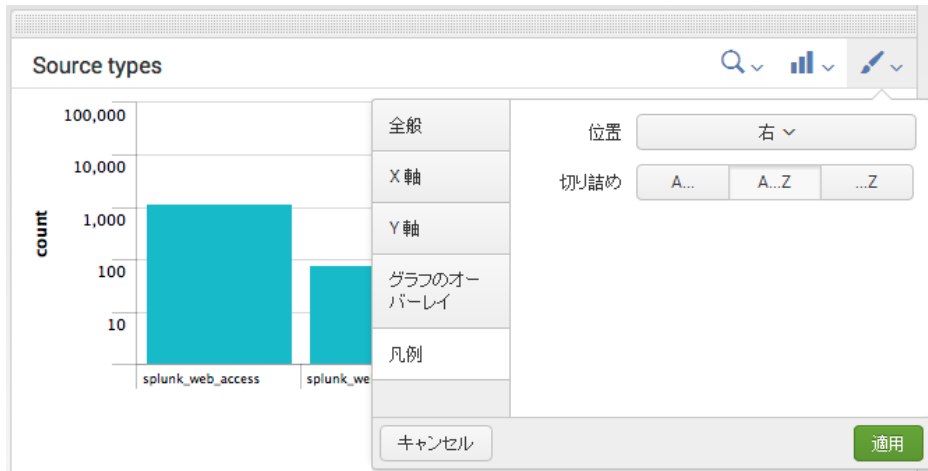 Source types
100,000
10,000
1,000
100
10
count
splunk_web_access
splunk_we
全般
X 軸
Y 軸
グラフのオー
バーレイ
凡例
位置
右
切り詰め
A...
A...Z
...Z
キャンセル
適用